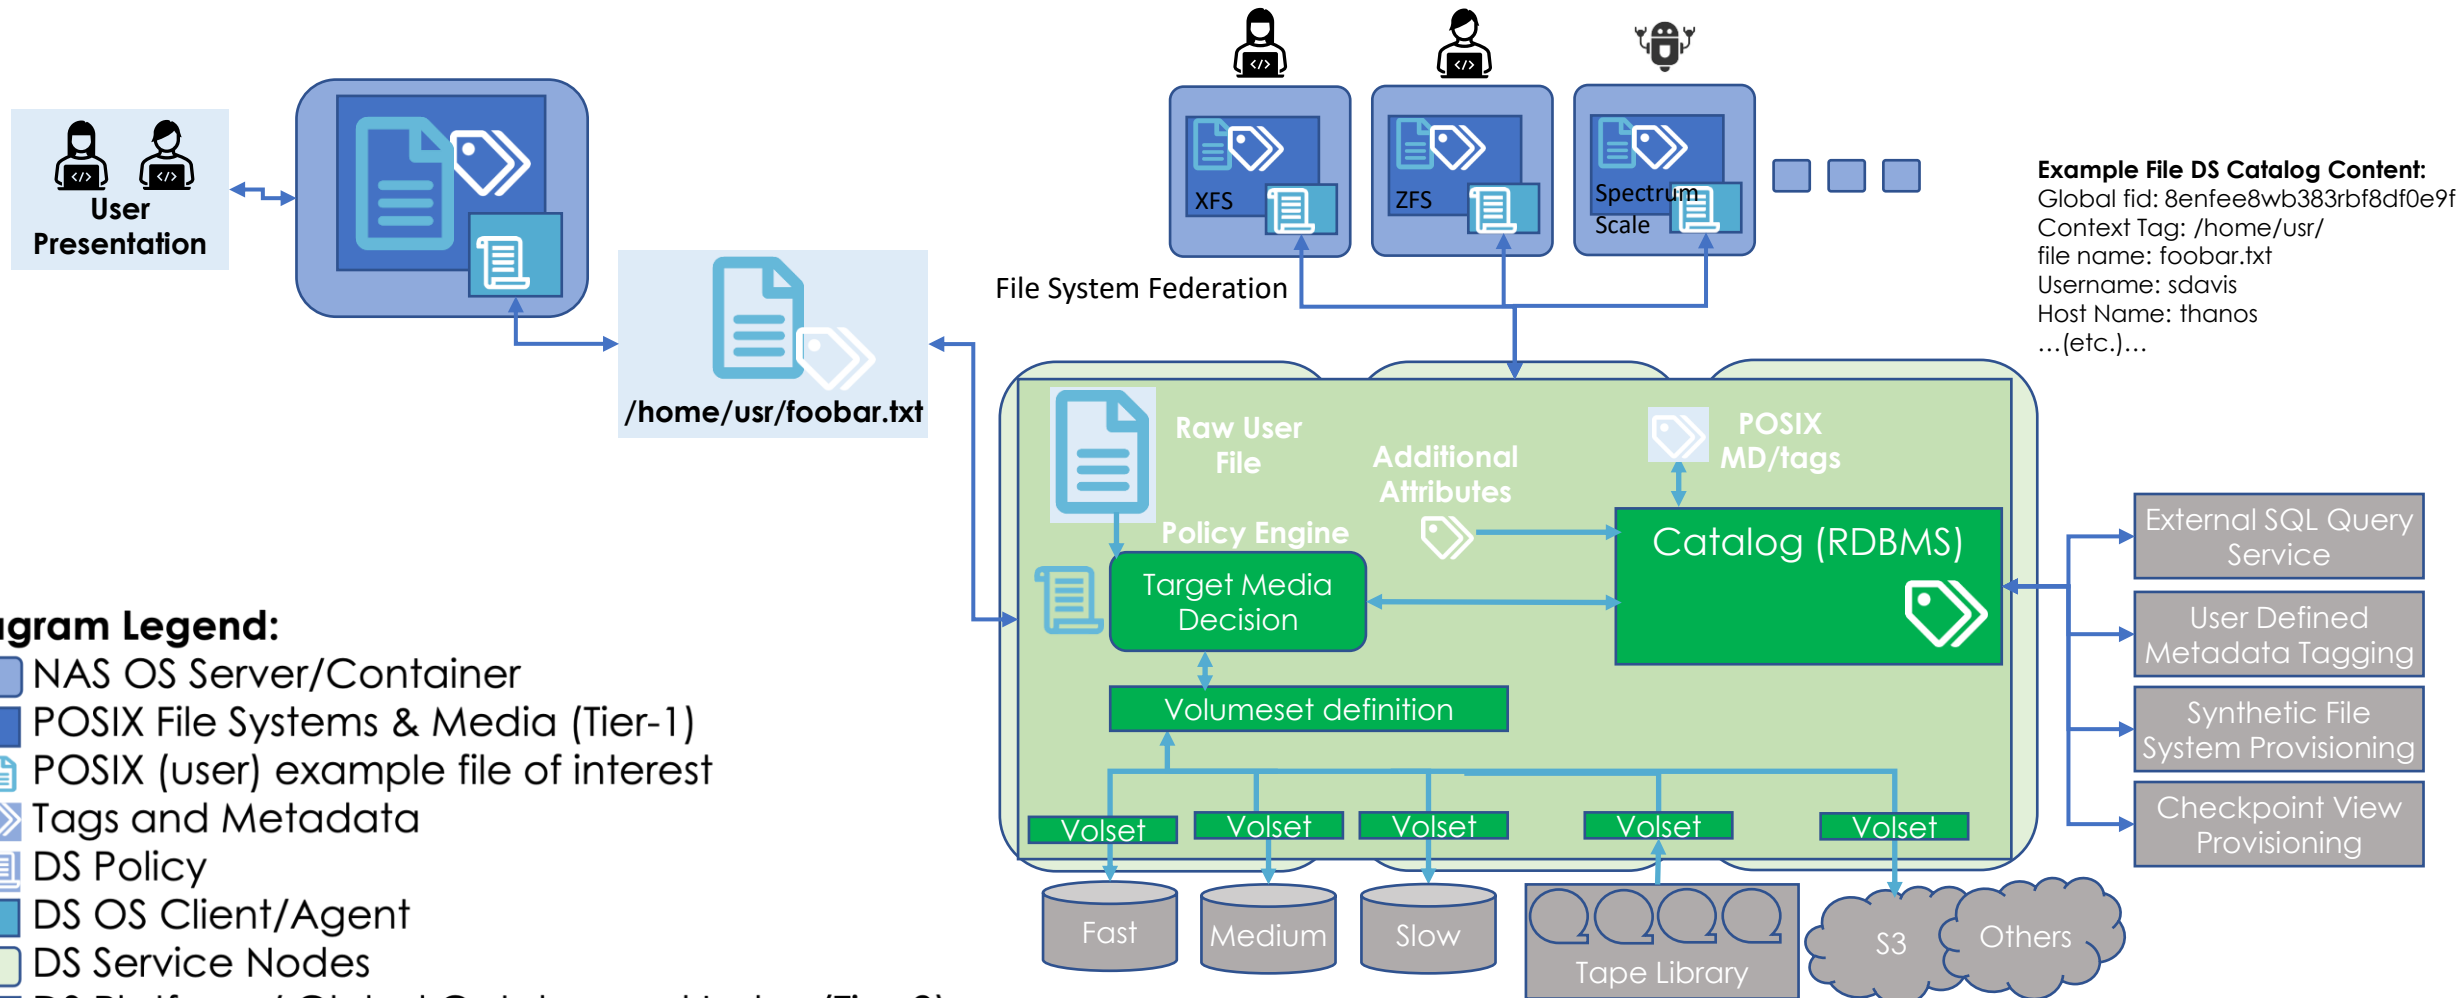 User
Presentation
/home/usr/foobar.txt
XFS
ZFS
Spectrum
Scale
File System Federation
Example File DS Catalog Content:
Global fid: 8enfee8wb383rbf8df0e9f
Context Tag: /home/usr/
file name: foobar.txt
Username: sdavis
Host Name: thanos
…(etc.)…
Raw User
File
Additional
Attributes
POSIX
MD/tags
Policy Engine
Target Media
Decision
Catalog (RDBMS)
Volumeset definition
Volset
Volset
Volset
Volset
Volset
Fast
Medium
Slow
Tape Library
S3
Others
External SQL Query
Service
User Defined
Metadata Tagging
Synthetic File
System Provisioning
Checkpoint View
Provisioning
agram Legend:
NAS OS Server/Container
POSIX File Systems & Media (Tier-1)
POSIX (user) example file of interest
Tags and Metadata
DS Policy
DS OS Client/Agent
DS Service Nodes